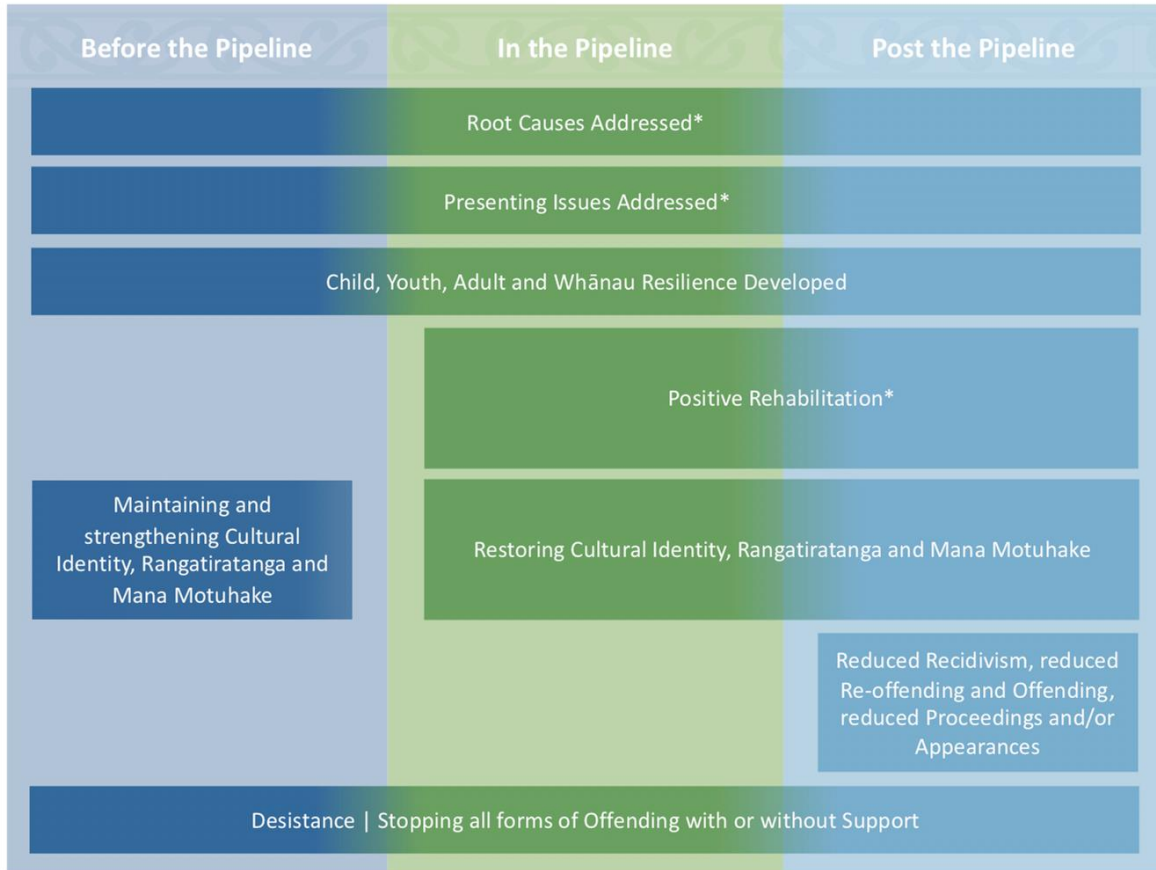 Before the Pipeline
In the Pipeline
Post the Pipeline
Root Causes Addressed*
Presenting Issues Addressed*
Child, Youth, Adult and Whānau Resilience Developed
Positive Rehabilitation*
Maintaining and
strengthening Cultural
Identity, Rangatiratanga and
Mana Motuhake
Restoring Cultural Identity, Rangatiratanga and Mana Motuhake
Reduced Recidivism, reduced
Re-offending and Offending,
reduced Proceedings and/or
Appearances
Desistance | Stopping all forms of Offending with or without Support